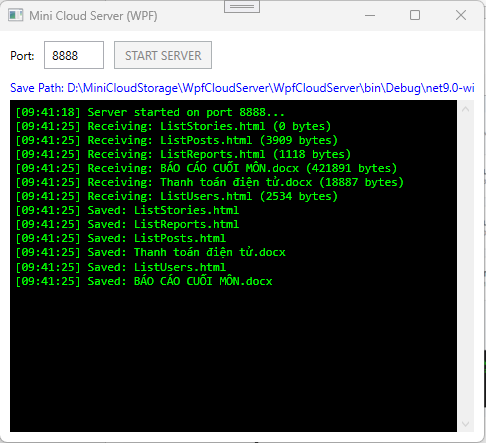 Mini Cloud Server (WPF)
Port: 8888 START SERVER
Save Path: D:\MiniCloudStorage\WpfCloudServer\WpfCloudServer\bin\Debug\net9.0-wi
[09:41:18] Server started on port 8888...
[09:41:25] Receiving: ListStories.html (0 bytes)
[09:41:25] Receiving: ListPosts.html (3909 bytes)
[09:41:25] Receiving: ListReports.html (1118 bytes)
[09:41:25] Receiving: BÁO CÁO CUỐI MÔN.docx (421891 bytes)
[09:41:25] Receiving: Thanh toán điện tử.docx (18887 bytes)
[09:41:25] Receiving: ListUsers.html (2534 bytes)
[09:41:25] Saved: ListStories.html
[09:41:25] Saved: ListReports.html
[09:41:25] Saved: ListPosts.html
[09:41:25] Saved: Thanh toán điện tử.docx
[09:41:25] Saved: ListUsers.html
[09:41:25] Saved: BÁO CÁO CUỐI MÔN.docx